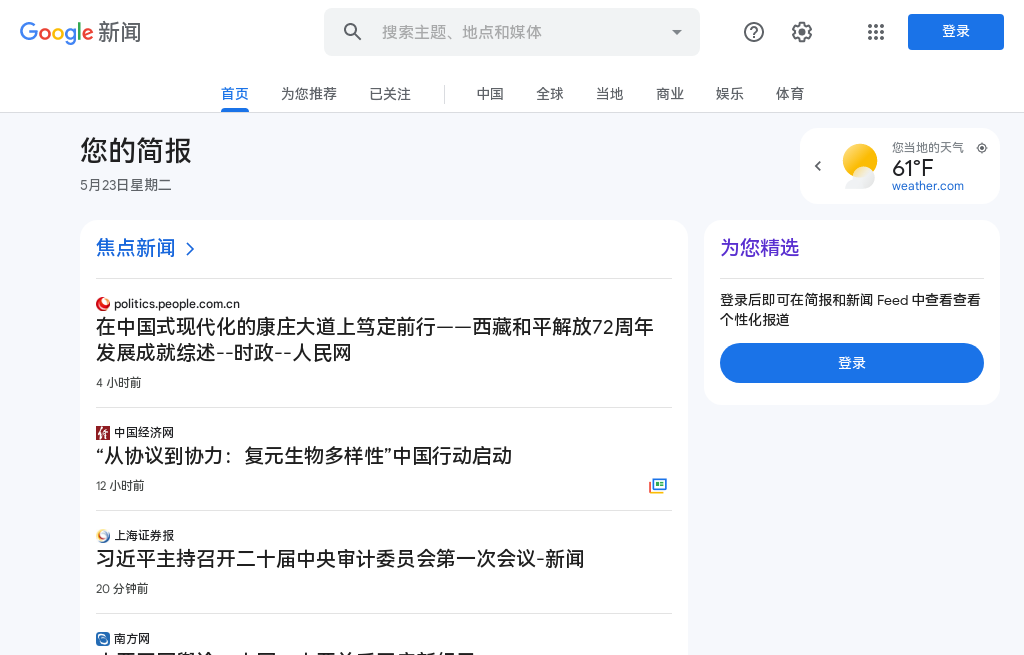 Google 新闻
搜索主题、地点和媒体
登录
首页
为您推荐
已关注
中国
全球
当地
商业
娱乐
体育
您的简报
5月23日星期二
您当地的天气
61°F
weather.com
焦点新闻
politics.people.com.cn
在中国式现代化的康庄大道上笃定前行——西藏和平解放72周年
发展成就综述--时政--人民网
4 小时前
中国经济网
“从协议到协力：复元生物多样性”中国行动启动
12 小时前
上海证券报
习近平主持召开二十届中央审计委员会第一次会议-新闻
20 分钟前
南方网
为您精选
登录后即可在简报和新闻 Feed 中查看查看
个性化报道
登录